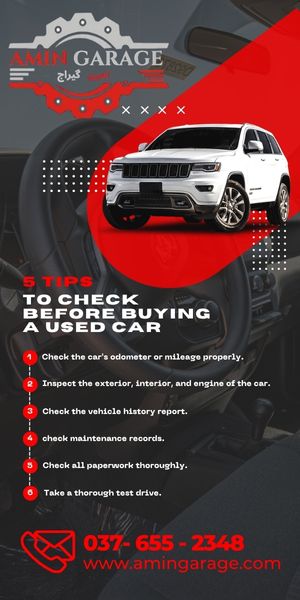 AMIN GARAGE
امین گیراج
5 TIPS
TO CHECK
BEFORE BUYING
A USED CAR
1 Check the car's odometer or mileage properly.
2 Inspect the exterior, interior, and engine of the car.
3 Check the vehicle history report.
4 check maintenance records.
5 Check all paperwork thoroughly.
6 Take a thorough test drive.
037- 655 - 2348
www.amingarage.com